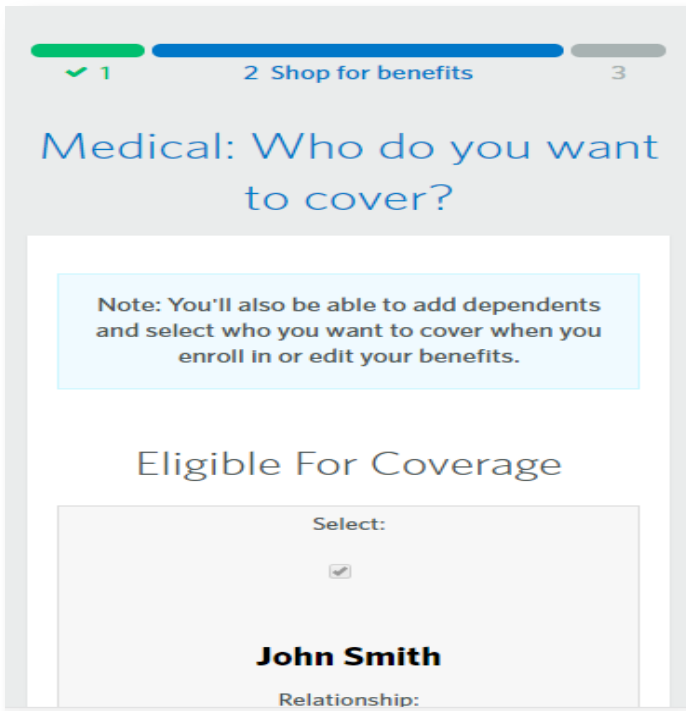 ✔ 1 2 Shop for benefits 3
Medical: Who do you want
to cover?
Note: You'll also be able to add dependents
and select who you want to cover when you
enroll in or edit your benefits.
Eligible For Coverage
Select:
John Smith
Relationship: